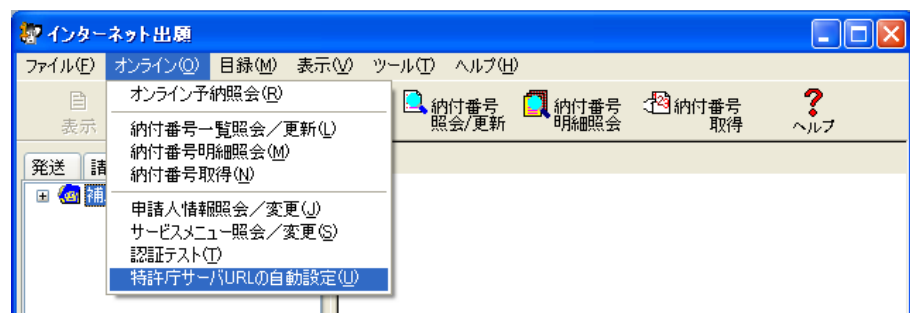 インターネット出願
ファイル(F) オンライン(O) 目録(M) 表示(V) ツール(T) ヘルプ(H)
オンライン予納照会(R)
納付番号一覧照会／更新(L)
納付番号明細照会(M)
納付番号取得(N)
申請人情報照会／変更(J)
サービスメニュー照会／変更(S)
認証テスト(T)
特許庁サーバURLの自動設定(U)
表示
納付番号
照会/更新
納付番号
明細照会
納付番号
取得
ヘルプ
発送 請
補